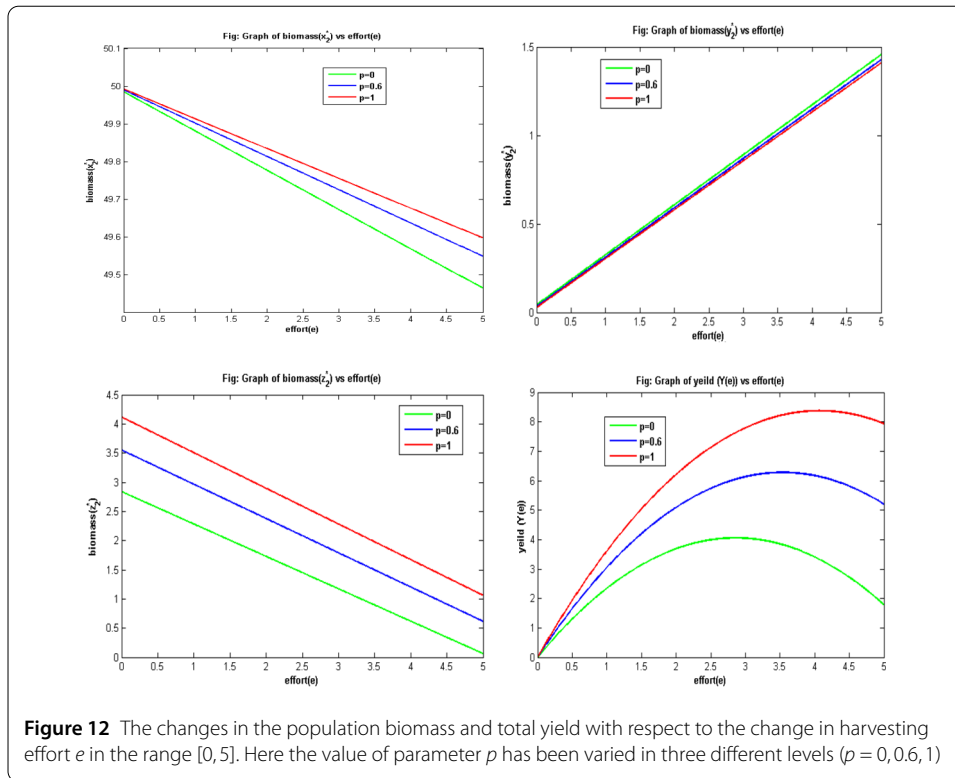 Fig: Graph of biomass(x*2) vs effort(e)
50.1
50
49.9
49.8
49.7
49.6
49.5
biomass(x*2)
p=0
p=0.6
p=1
0 0.5 1 1.5 2 2.5 3 3.5 4 4.5 5
effort(e)
Fig: Graph of biomass(y*2) vs effort(e)
1.5
1
0.5
0
biomass(y*2)
p=0
p=0.6
p=1
0 0.5 1 1.5 2 2.5 3 3.5 4 4.5 5
effort(e)
Fig: Graph of biomass(z*2) vs effort(e)
4.5
4
3.5
3
2.5
2
1.5
1
0.5
0
biomass(z*2)
p=0
p=0.6
p=1
0 0.5 1 1.5 2 2.5 3 3.5 4 4.5 5
effort(e)
Fig: Graph of yeild (Y(e)) vs effort(e)
9
8
7
6
5
4
3
2
1
0
yeild (Y(e))
p=0
p=0.6
p=1
0 0.5 1 1.5 2 2.5 3 3.5 4 4.5 5
effort(e)
Figure 12 The changes in the population biomass and total yield with respect to the change in harvesting
effort e in the range [0, 5]. Here the value of parameter p has been varied in three different levels (p = 0, 0.6, 1)